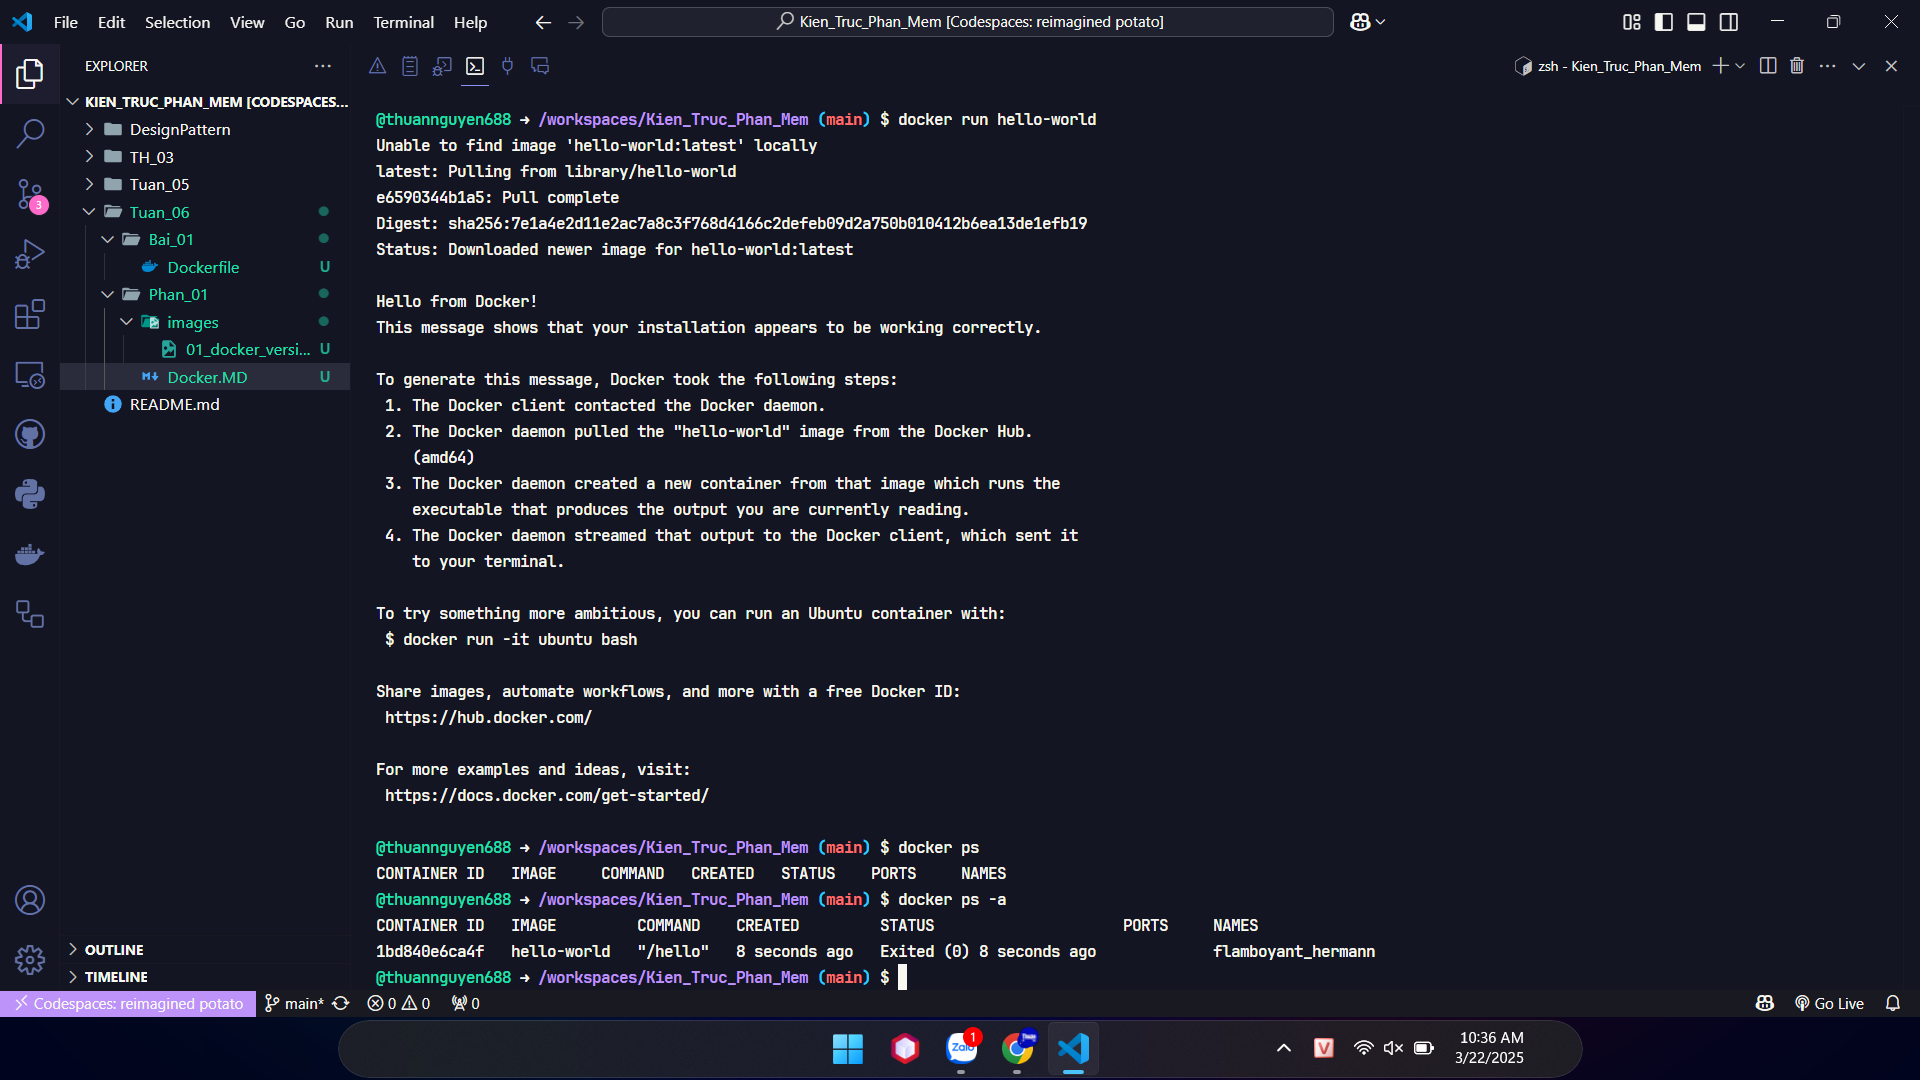 File Edit Selection View Go Run Terminal Help
Kien_Truc_Phan_Mem [Codespaces: reimagined potato]
EXPLORER
zsh - Kien_Truc_Phan_Mem
KIEN_TRUC_PHAN_MEM [CODESPACES...
DesignPattern
TH_03
Tuan_05
Tuan_06
Bai_01
Dockerfile U
Phan_01
images
01_docker_versi... U
Docker.MD U
README.md
3
OUTLINE
TIMELINE
@thuannguyen688 → /workspaces/Kien_Truc_Phan_Mem (main) $ docker run hello-world
Unable to find image 'hello-world:latest' locally
latest: Pulling from library/hello-world
e6590344b1a5: Pull complete
Digest: sha256:7e1a4e2d11e2ac7a8c3f768d4166c2defeb09d2a750b010412b6ea13de1efb19
Status: Downloaded newer image for hello-world:latest
Hello from Docker!
This message shows that your installation appears to be working correctly.
To generate this message, Docker took the following steps:
1. The Docker client contacted the Docker daemon.
2. The Docker daemon pulled the "hello-world" image from the Docker Hub.
(amd64)
3. The Docker daemon created a new container from that image which runs the
executable that produces the output you are currently reading.
4. The Docker daemon streamed that output to the Docker client, which sent it
to your terminal.
To try something more ambitious, you can run an Ubuntu container with:
$ docker run -it ubuntu bash
Share images, automate workflows, and more with a free Docker ID:
https://hub.docker.com/
For more examples and ideas, visit:
https://docs.docker.com/get-started/
@thuannguyen688 → /workspaces/Kien_Truc_Phan_Mem (main) $ docker ps
CONTAINER ID IMAGE COMMAND CREATED STATUS PORTS NAMES
@thuannguyen688 → /workspaces/Kien_Truc_Phan_Mem (main) $ docker ps -a
CONTAINER ID IMAGE COMMAND CREATED STATUS PORTS NAMES
1bd840e6ca4f hello-world "/hello" 8 seconds ago Exited (0) 8 seconds ago flamboyant_hermann
@thuannguyen688 → /workspaces/Kien_Truc_Phan_Mem (main) $
Codespaces: reimagined potato main* 0 0 0 Go Live
Zalo 1
V
10:36 AM
3/22/2025